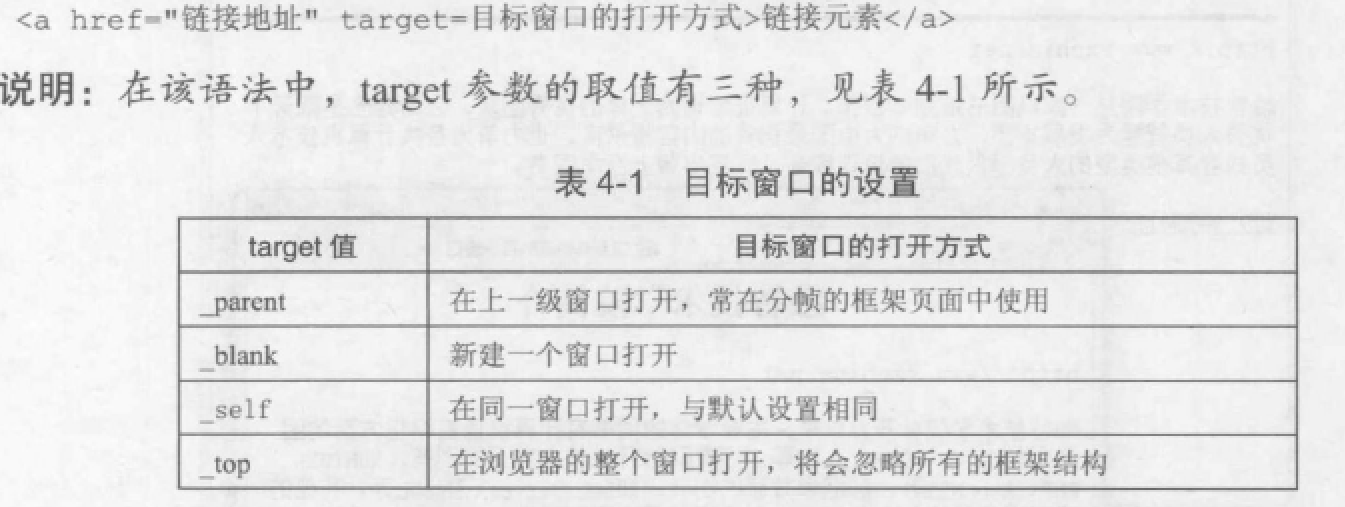 <a href="链接地址" target=目标窗口的打开方式>链接元素</a>
说明：在该语法中，target 参数的取值有三种，见表 4-1 所示。
表 4-1 目标窗口的设置
target 值 目标窗口的打开方式
_parent 在上一级窗口打开，常在分帧的框架页面中使用
_blank 新建一个窗口打开
_self 在同一窗口打开，与默认设置相同
_top 在浏览器的整个窗口打开，将会忽略所有的框架结构